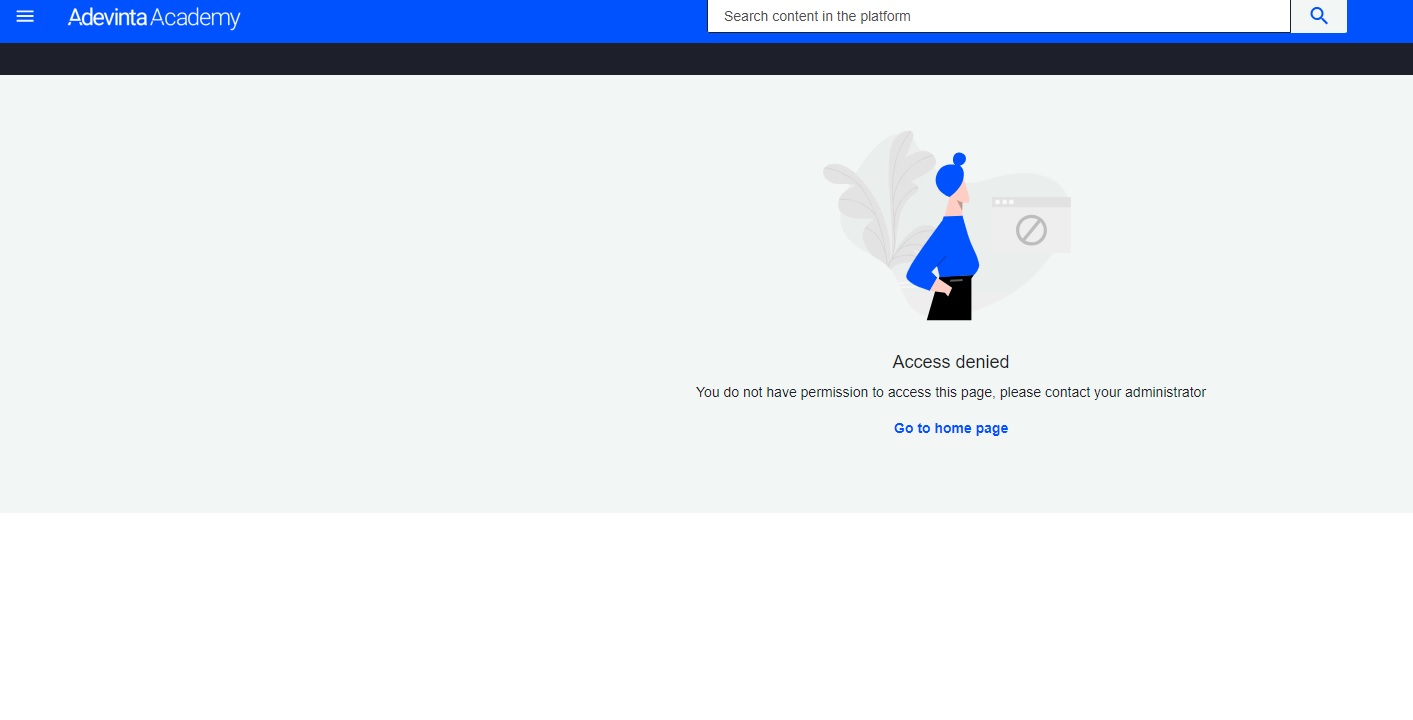 Adevinta Academy
Search content in the platform
Access denied
You do not have permission to access this page, please contact your administrator
Go to home page